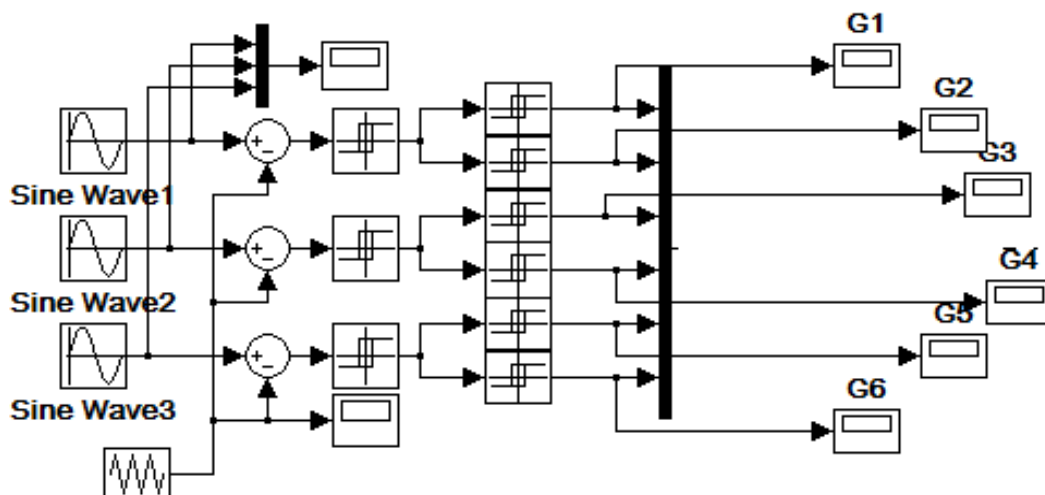 G1
G2
G3
Sine Wave1
G4
Sine Wave2
G5
Sine Wave3
G6